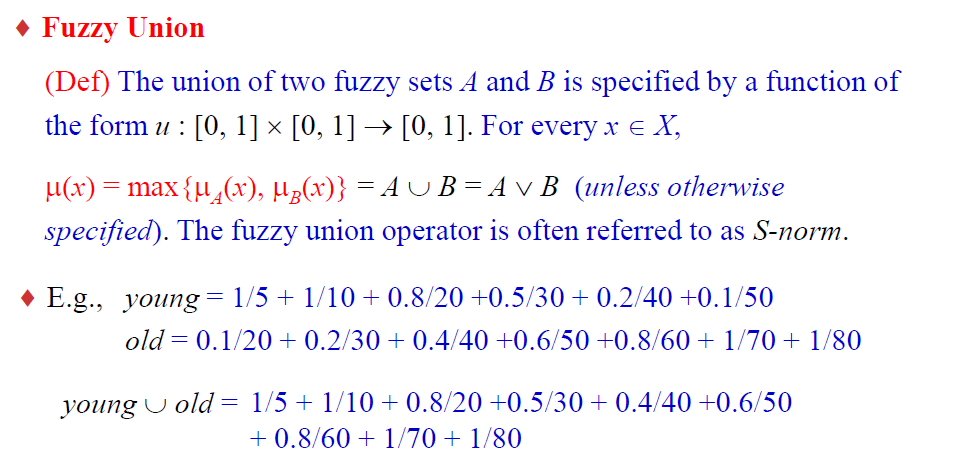 ♦ Fuzzy Union
(Def) The union of two fuzzy sets A and B is specified by a function of
the form u : [0, 1] × [0, 1] → [0, 1]. For every x ∈ X,
μ(x) = max{μ_A(x), μ_B(x)} = A ∪ B = A ∨ B (unless otherwise
specified). The fuzzy union operator is often referred to as S-norm.
♦ E.g., young = 1/5 + 1/10 + 0.8/20 +0.5/30 + 0.2/40 +0.1/50
old = 0.1/20 + 0.2/30 + 0.4/40 +0.6/50 +0.8/60 + 1/70 + 1/80
young ∪ old = 1/5 + 1/10 + 0.8/20 +0.5/30 + 0.4/40 +0.6/50
+ 0.8/60 + 1/70 + 1/80